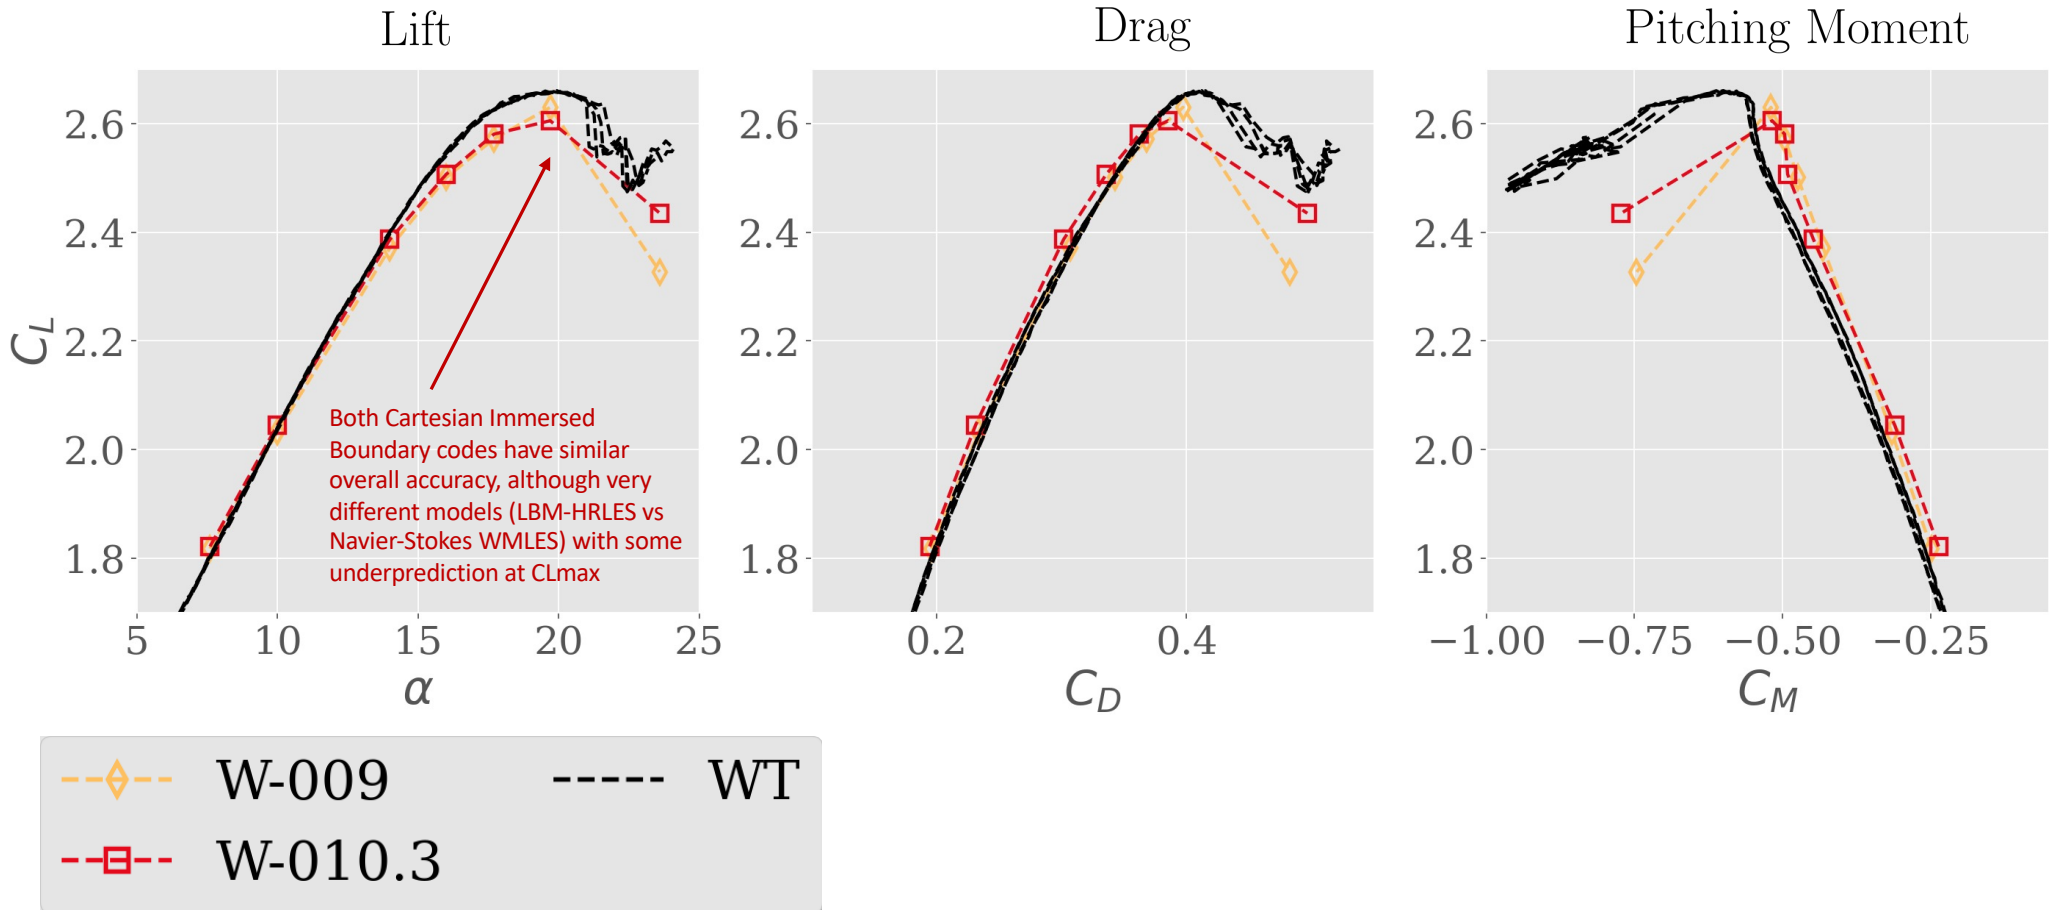 Lift
Drag
Pitching Moment
2.6
2.4
2.2
2.0
1.8
C_L
5
10
15
20
25
α
Both Cartesian Immersed
Boundary codes have similar
overall accuracy, although very
different models (LBM-HRLES vs
Navier-Stokes WMLES) with some
underprediction at CLmax
2.6
2.4
2.2
2.0
1.8
0.2
0.4
C_D
2.6
2.4
2.2
2.0
1.8
−1.00
−0.75
−0.50
−0.25
C_M
W-009
WT
W-010.3